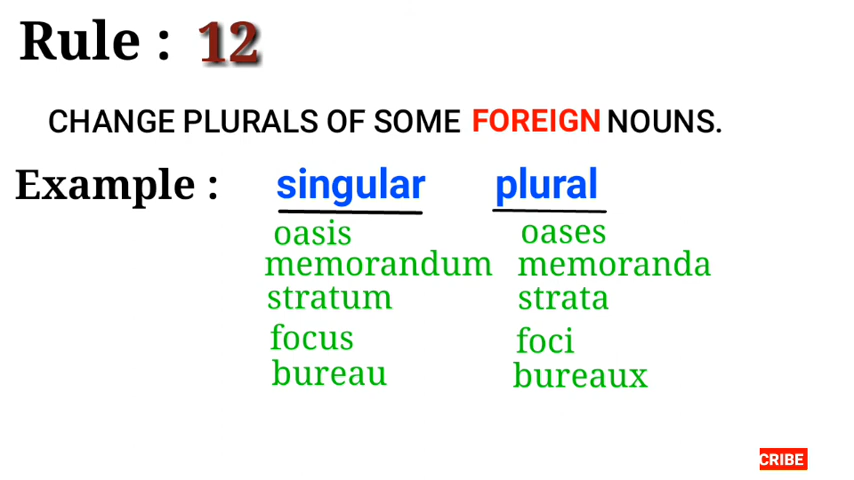 Rule : 12
CHANGE PLURALS OF SOME FOREIGN NOUNS.
Example : singular plural
oasis oases
memorandum memoranda
stratum strata
focus foci
bureau bureaux
CRIBE